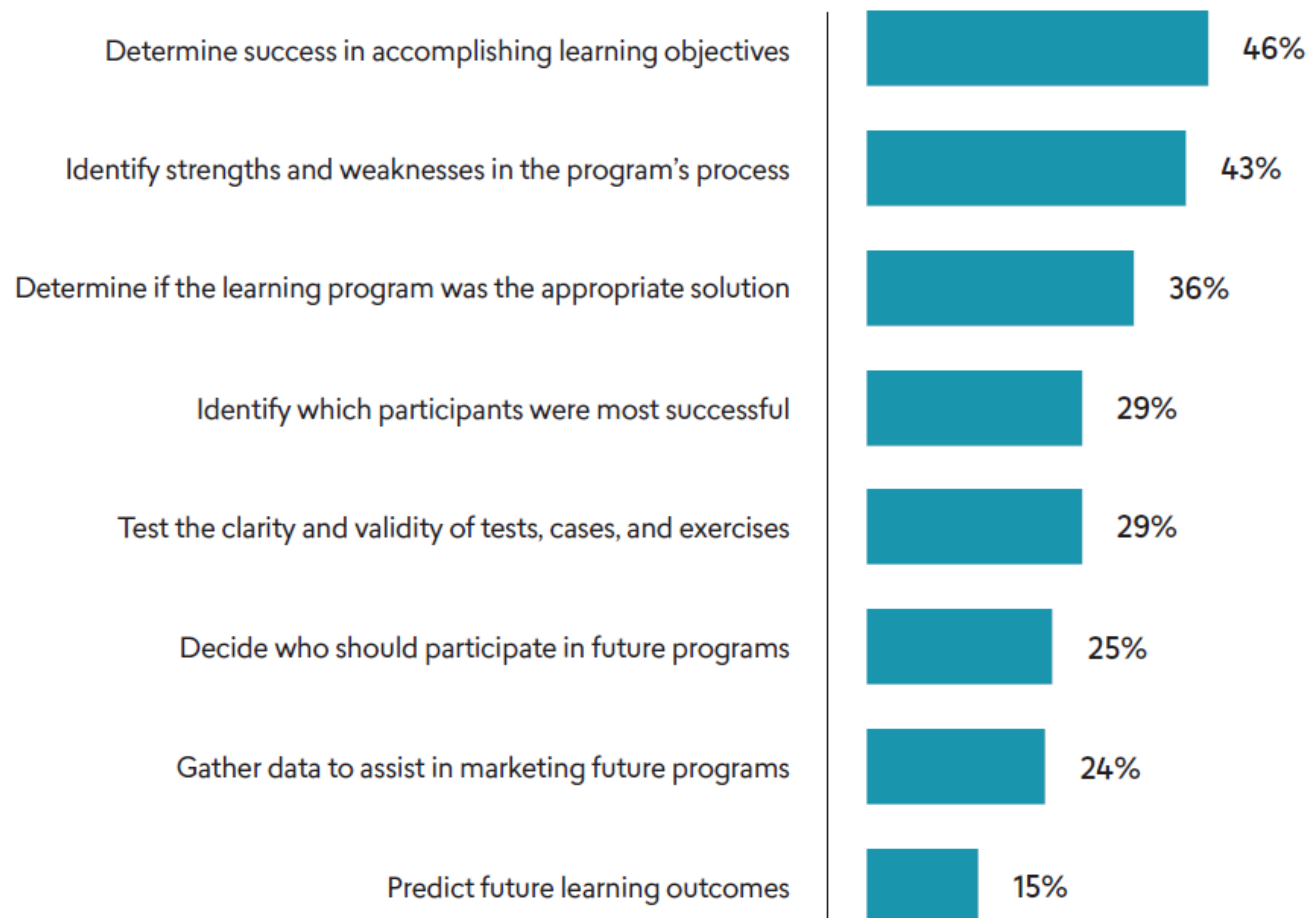 Determine success in accomplishing learning objectives 46%
Identify strengths and weaknesses in the program’s process 43%
Determine if the learning program was the appropriate solution 36%
Identify which participants were most successful 29%
Test the clarity and validity of tests, cases, and exercises 29%
Decide who should participate in future programs 25%
Gather data to assist in marketing future programs 24%
Predict future learning outcomes 15%